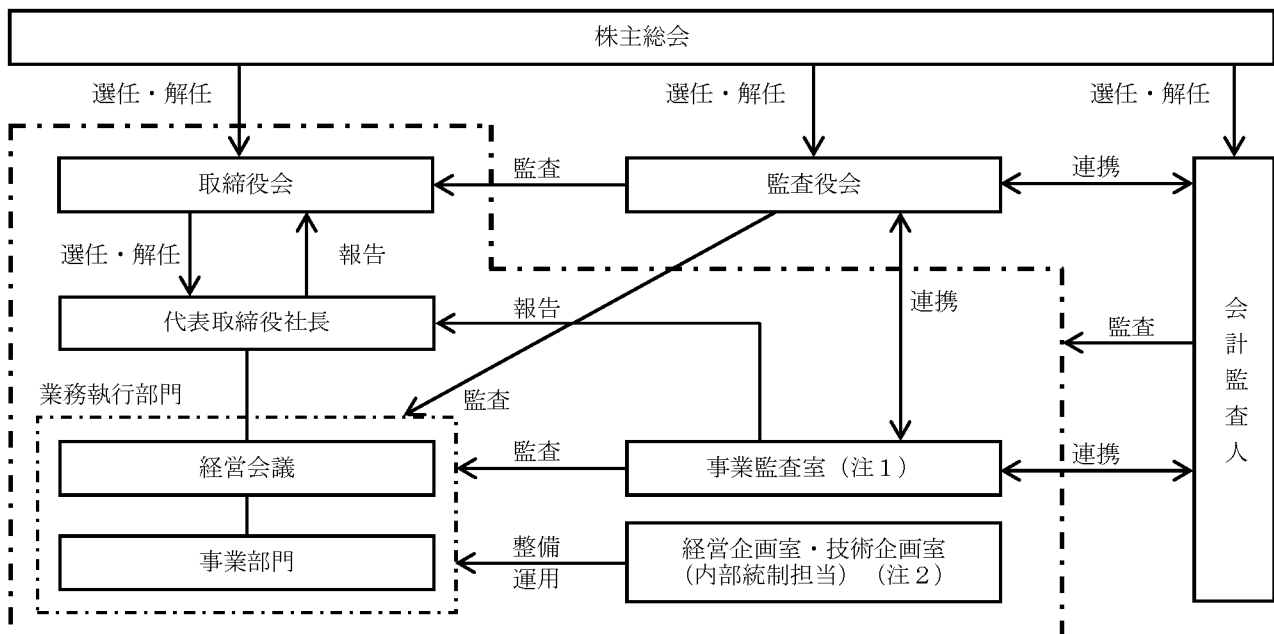 株主総会
選任・解任
選任・解任
選任・解任
取締役会
監査
監査役会
連携
選任・解任
報告
連携
代表取締役社長
報告
監査
会計監査人
業務執行部門
監査
経営会議
監査
事業監査室（注１）
連携
事業部門
整備
運用
経営企画室・技術企画室
（内部統制担当）（注２）